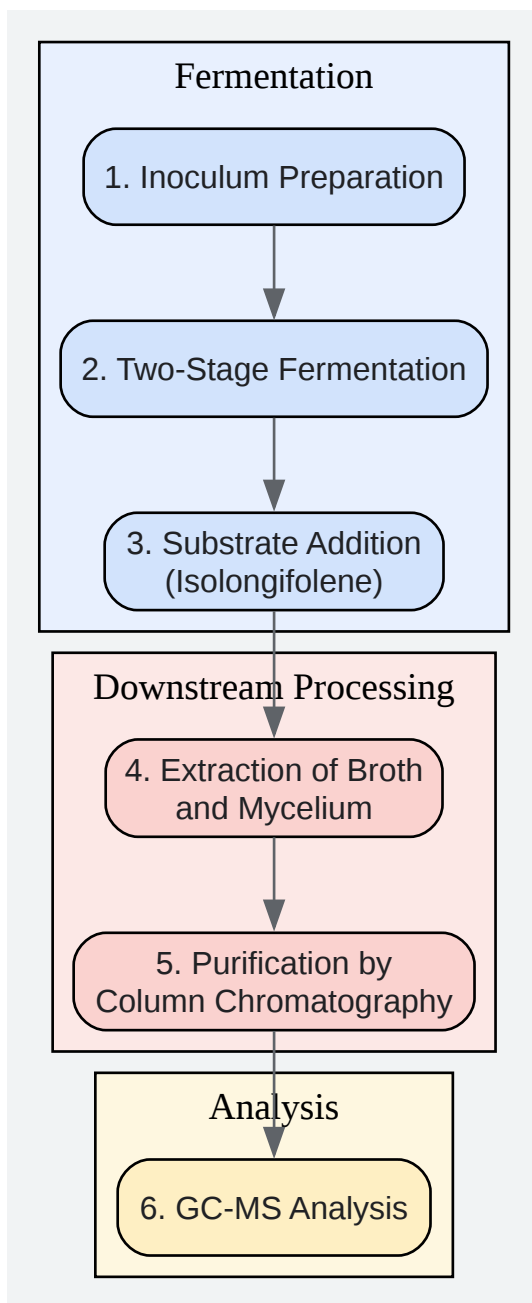 Fermentation
1. Inoculum Preparation
2. Two-Stage Fermentation
3. Substrate Addition
(Isolongifolene)
Downstream Processing
4. Extraction of Broth
and Mycelium
5. Purification by
Column Chromatography
Analysis
6. GC-MS Analysis